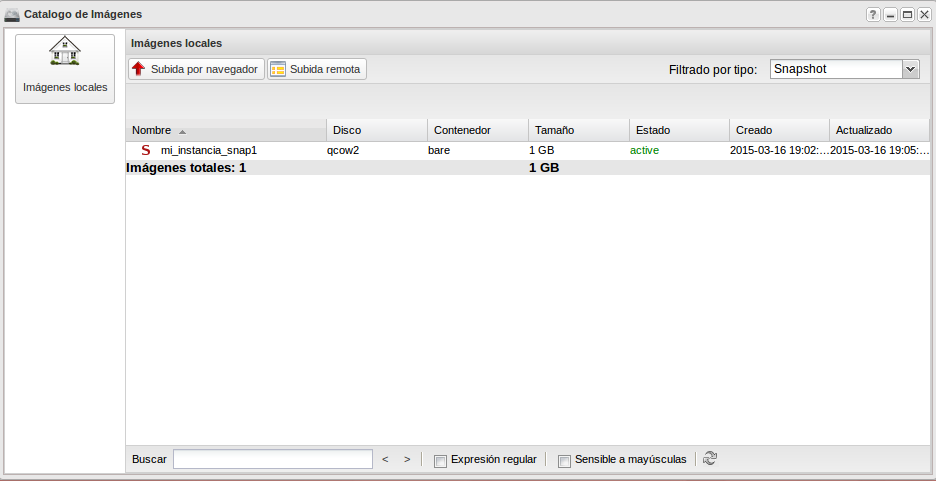 Catalogo de Imágenes
?
Imágenes locales
Imágenes locales
Subida por navegador
Subida remota
Filtrado por tipo:
Snapshot
Nombre Disco Contenedor Tamaño Estado Creado Actualizado
S mi_instancia_snap1 qcow2 bare 1 GB active 2015-03-16 19:02:... 2015-03-16 19:05:...
Imágenes totales: 1 1 GB
Buscar < > Expresión regular Sensible a mayúsculas